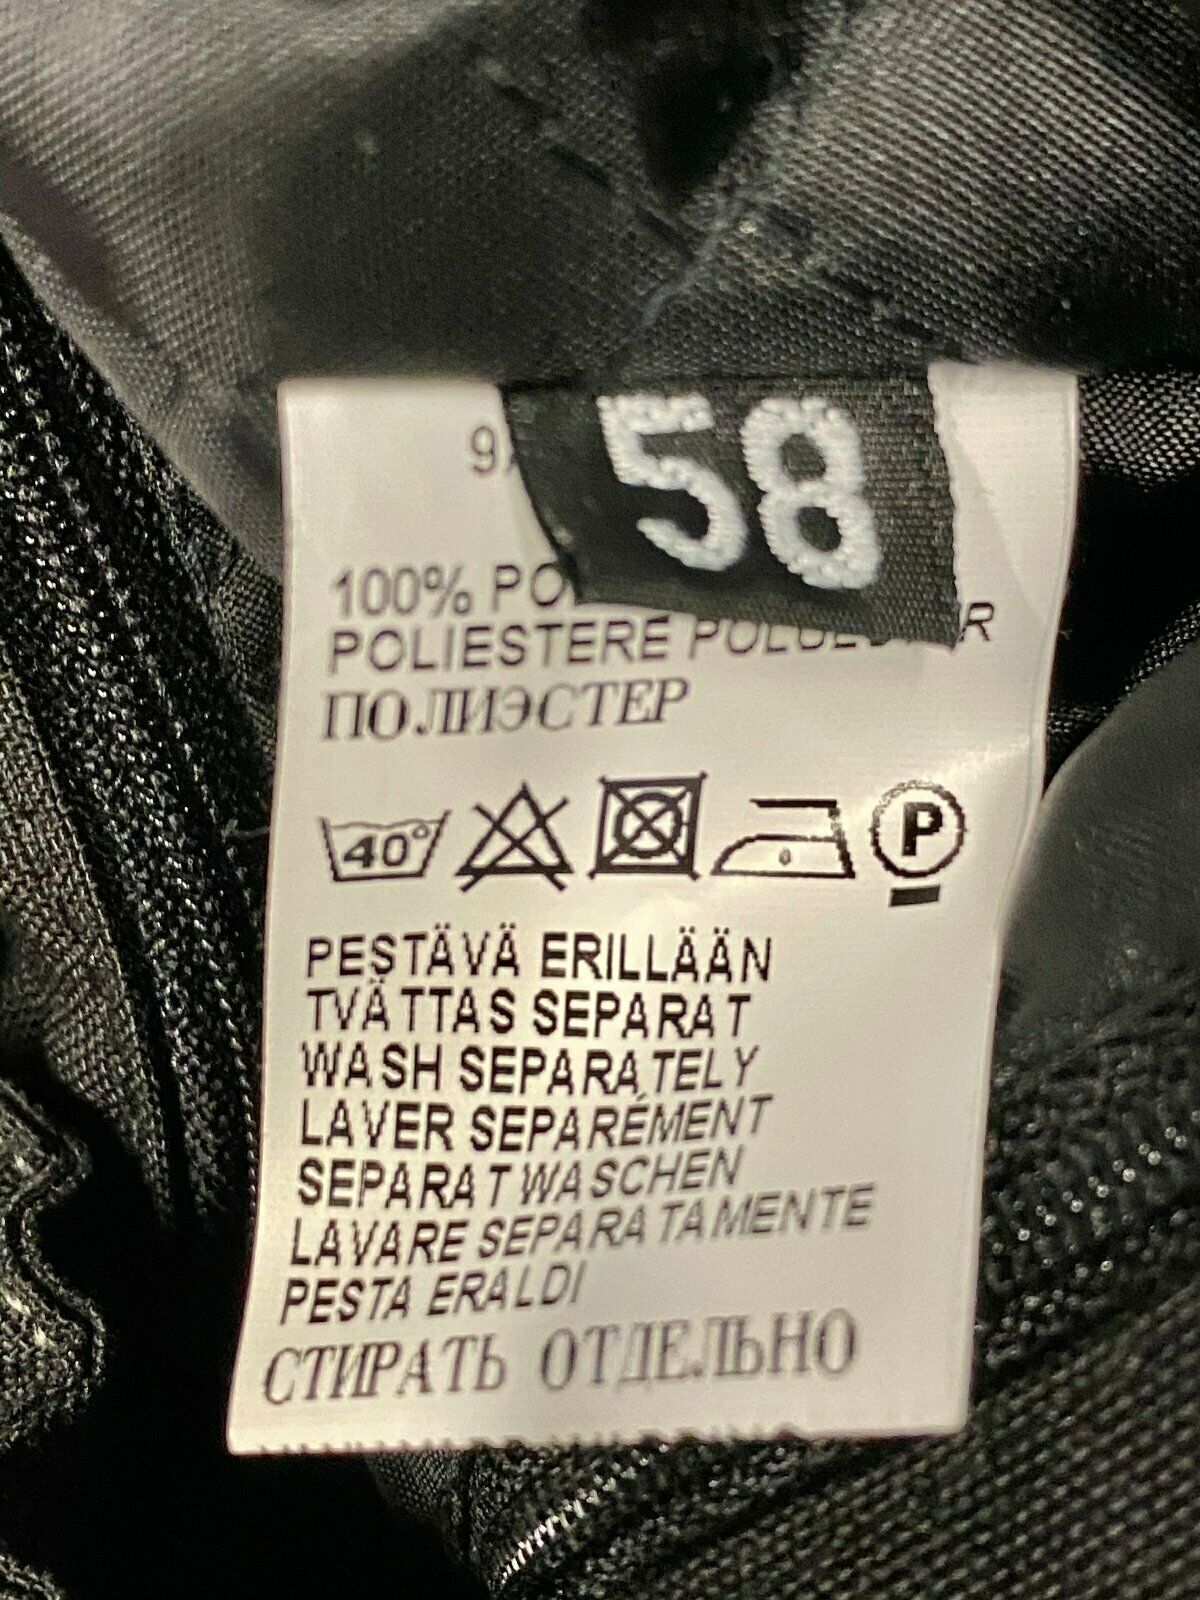 58
100%
POLIESTERE
ПОЛИЭСТЕР
40°
P
PESTÄVÄ ERILLÄÄN
TVÄTTAS SEPARAT
WASH SEPARATELY
LAVER SEPARÉMENT
SEPARAT WASCHEN
LAVARE SEPARATAMENTE
PESTA ERALDI
СТИРАТЬ ОТДЕЛЬНО